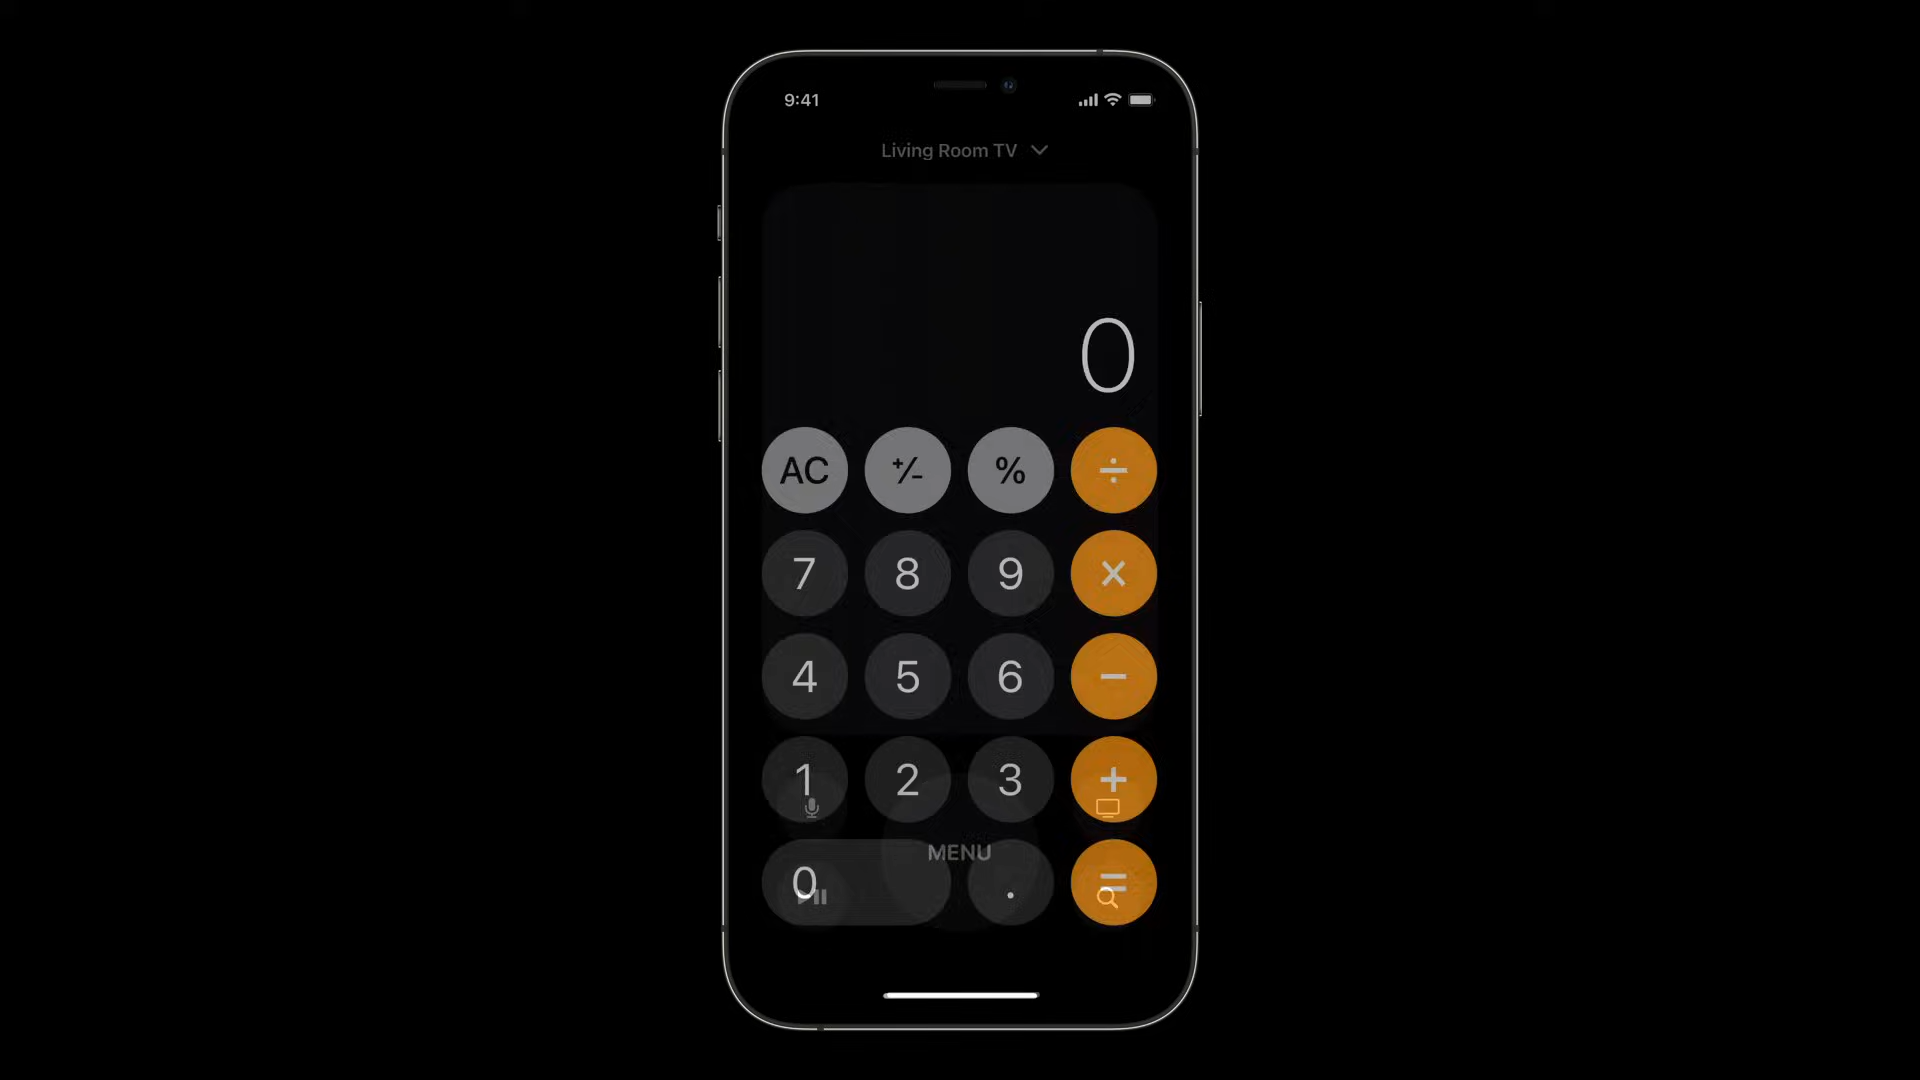 9:41
Living Room TV
0
AC +/- % ÷
7 8 9 ×
4 5 6 −
1 2 3 +
MENU
0 . =